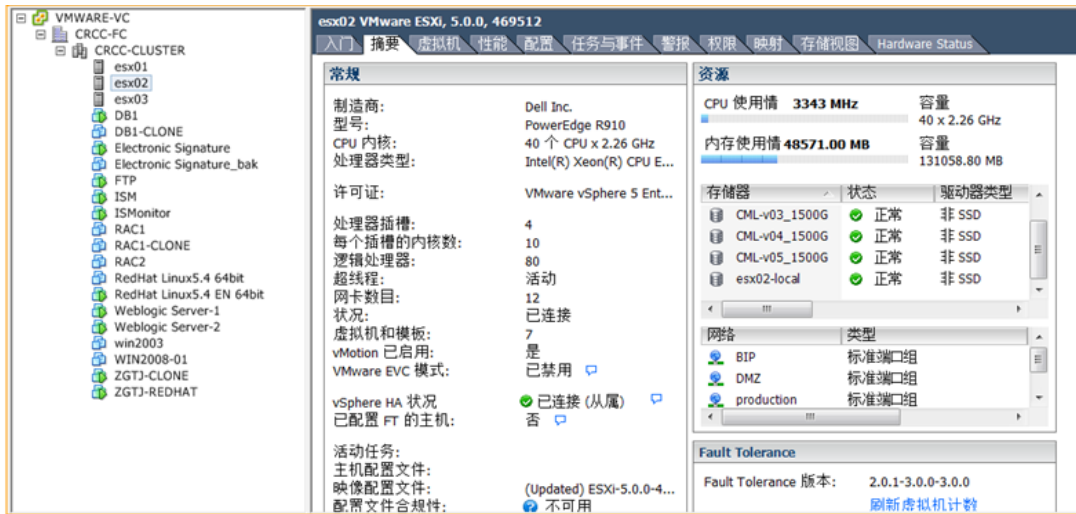 VMWARE-VC
CRCC-FC
CRCC-CLUSTER
esx01
esx02
esx03
DB1
DB1-CLONE
Electronic Signature
Electronic Signature_bak
FTP
ISM
ISMonitor
RAC1
RAC1-CLONE
RAC2
RedHat Linux5.4 64bit
RedHat Linux5.4 EN 64bit
Weblogic Server-1
Weblogic Server-2
win2003
WIN2008-01
ZGTJ-CLONE
ZGTJ-REDHAT
esx02 VMware ESXi, 5.0.0, 469512
入门 摘要 虚拟机 性能 配置 任务与事件 警报 权限 映射 存储视图 Hardware Status
常规
制造商: Dell Inc.
型号: PowerEdge R910
CPU 内核: 40 个 CPU x 2.26 GHz
处理器类型: Intel(R) Xeon(R) CPU E...
许可证: VMware vSphere 5 Ent...
处理器插槽: 4
每个插槽的内核数: 10
逻辑处理器: 80
超线程: 活动
网卡数目: 12
状况: 已连接
虚拟机和模板: 7
vMotion 已启用: 是
VMware EVC 模式: 已禁用
vSphere HA 状况 已连接 (从属)
已配置 FT 的主机: 否
活动任务:
主机配置文件:
映像配置文件: (Updated) ESXi-5.0.0-4...
配置文件合规性: 不可用
资源
CPU 使用情 3343 MHz 容量
40 x 2.26 GHz
内存使用情 48571.00 MB 容量
131058.80 MB
存储器 状态 驱动器类型
CML-v03_1500G 正常 非 SSD
CML-v04_1500G 正常 非 SSD
CML-v05_1500G 正常 非 SSD
esx02-local 正常 非 SSD
网络 类型
BIP 标准端口组
DMZ 标准端口组
production 标准端口组
Fault Tolerance
Fault Tolerance 版本: 2.0.1-3.0.0-3.0.0
刷新虚拟机计数